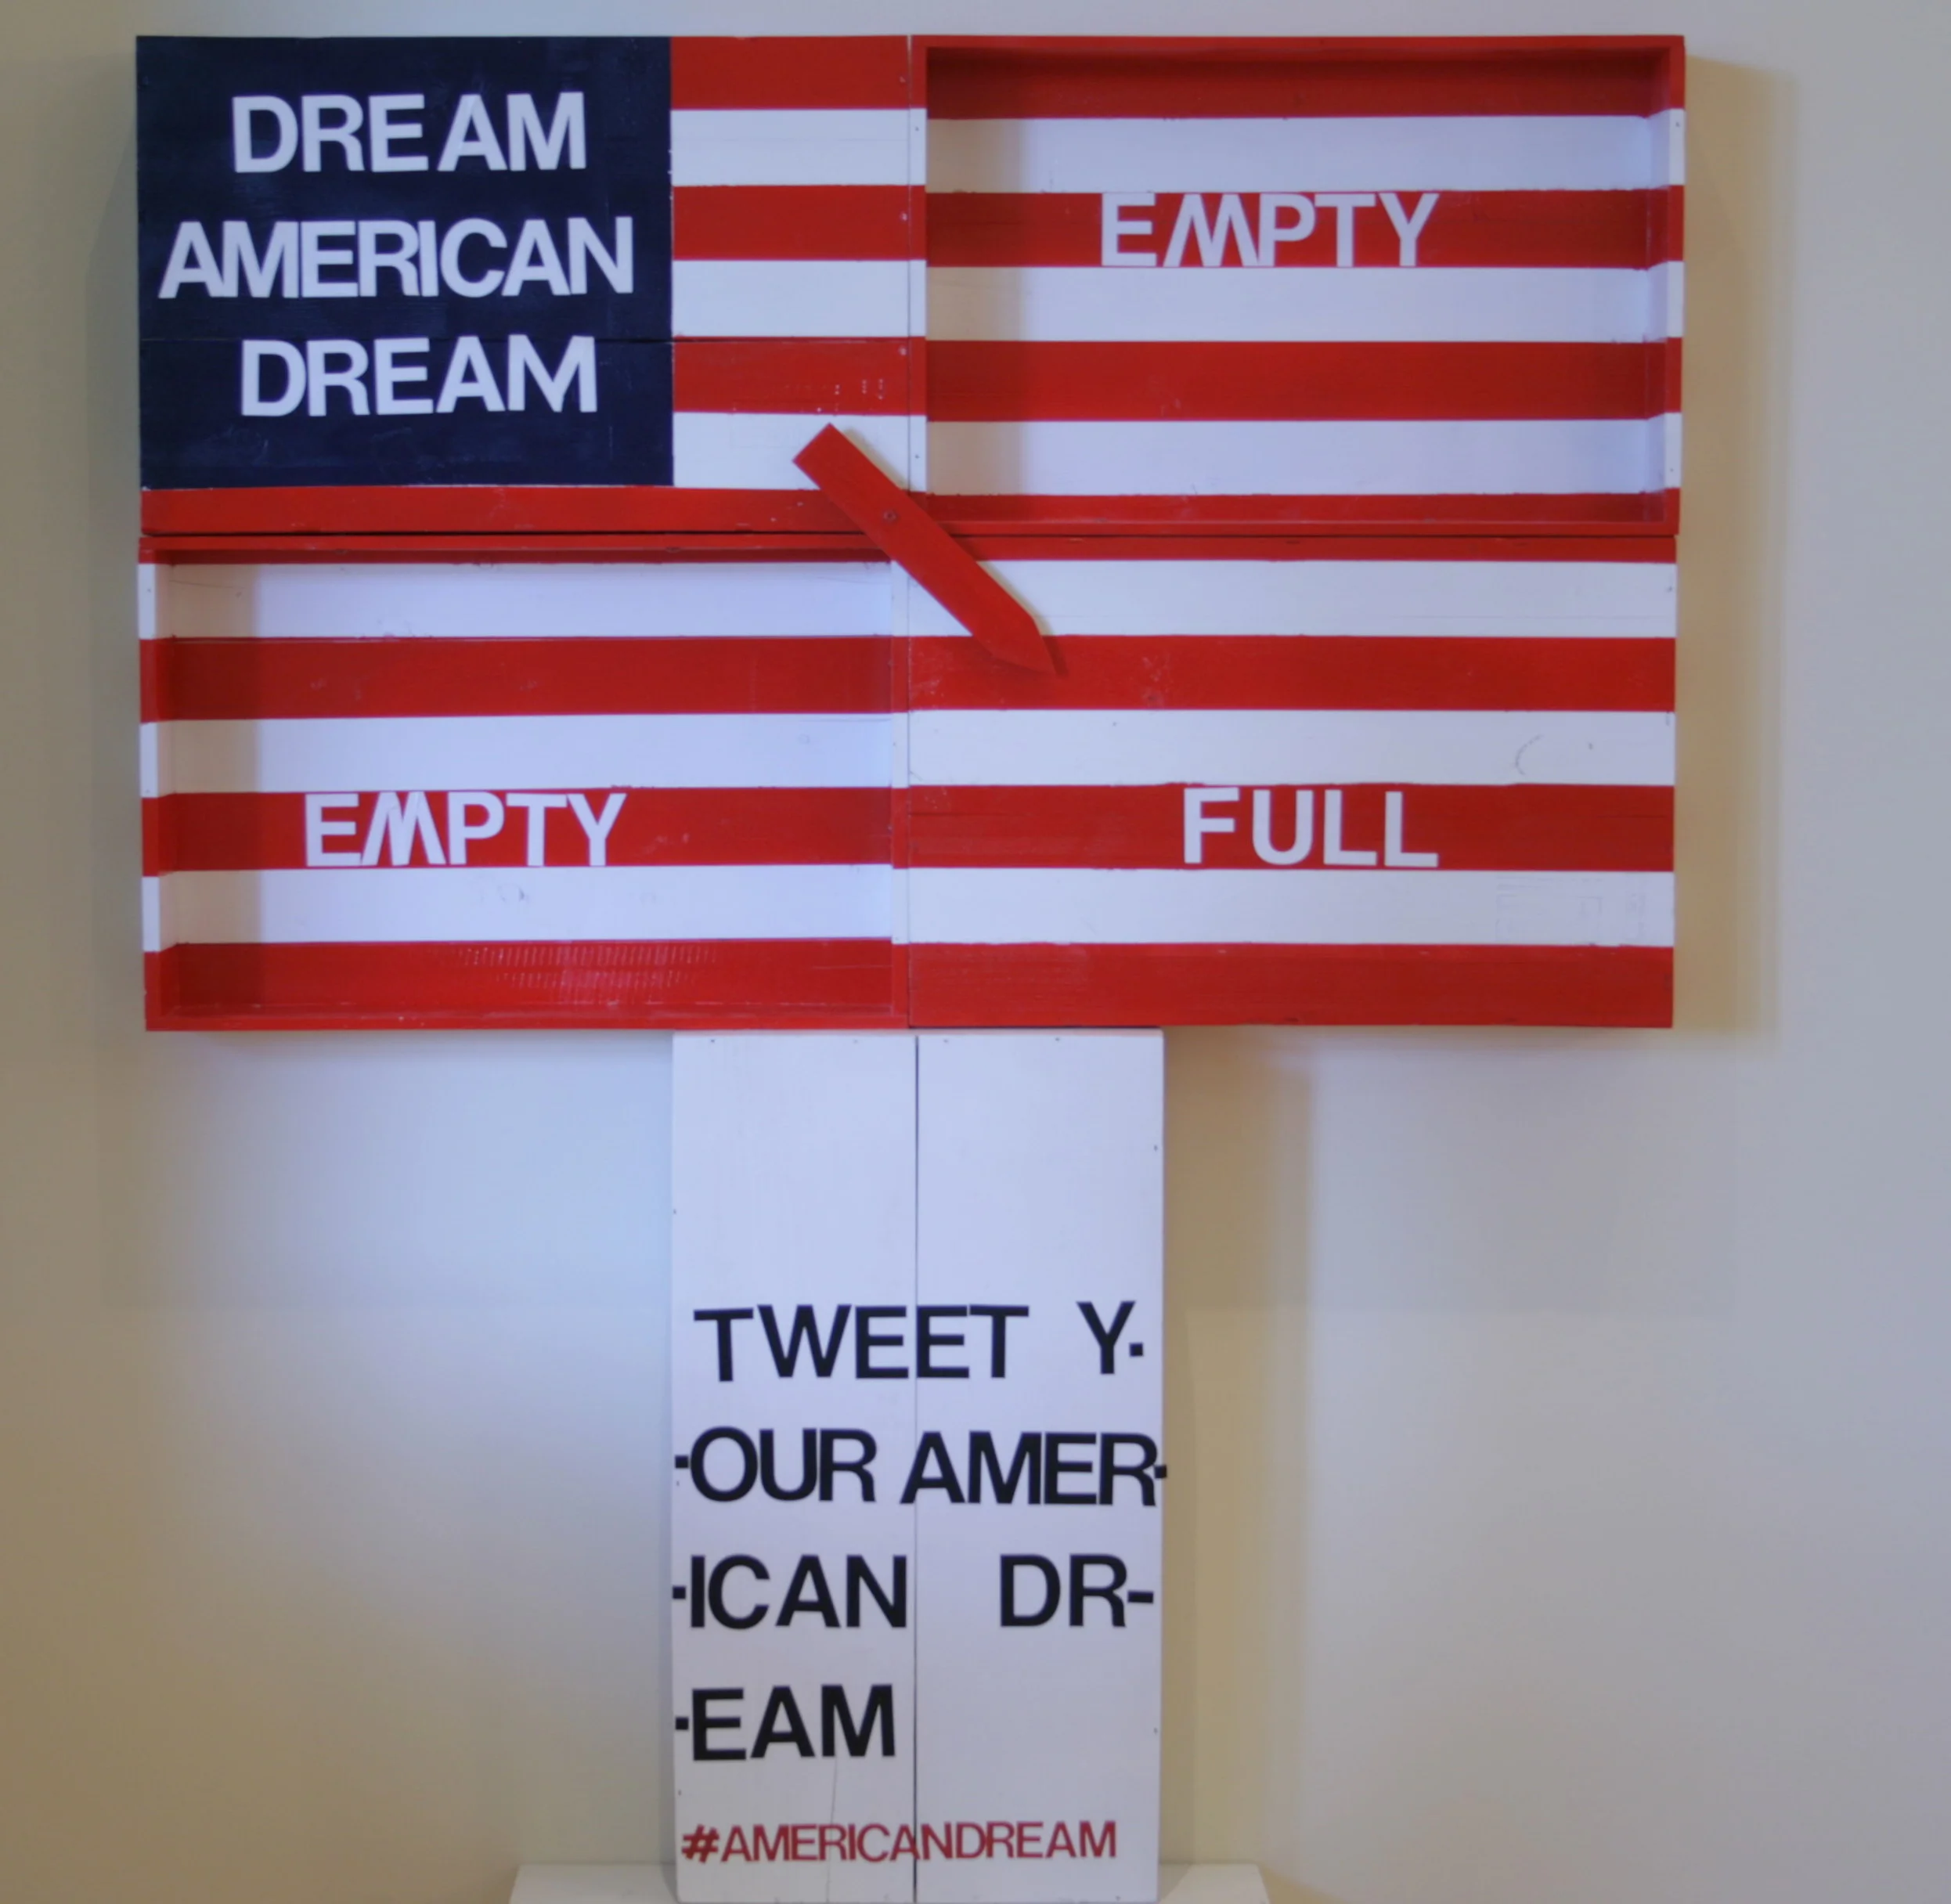 DREAM
AMERICAN
DREAM
EMPTY
EMPTY
FULL
TWEET Y-
-OUR AMER-
-ICAN DR-
-EAM
#AMERICANDREAM